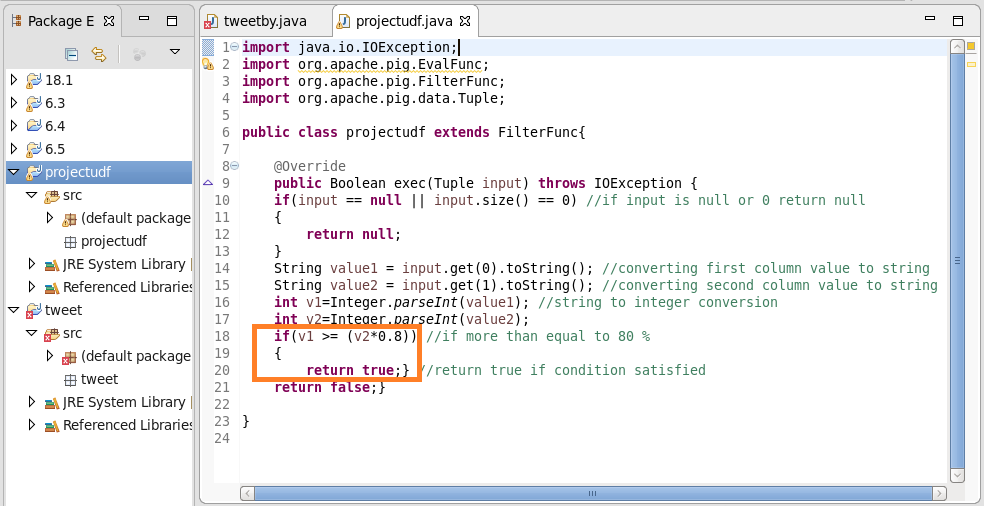 Package E
tweetby.java
projectudf.java
18.1
6.3
6.4
6.5
projectudf
src
(default package
projectudf
JRE System Library
Referenced Libraries
tweet
src
(default package
tweet
JRE System Library
Referenced Libraries
1 import java.io.IOException;
2 import org.apache.pig.EvalFunc;
3 import org.apache.pig.FilterFunc;
4 import org.apache.pig.data.Tuple;
5
6 public class projectudf extends FilterFunc{
7
8 @Override
9 public Boolean exec(Tuple input) throws IOException {
10 if(input == null || input.size() == 0) //if input is null or 0 return null
11 {
12 return null;
13 }
14 String value1 = input.get(0).toString(); //converting first column value to string
15 String value2 = input.get(1).toString(); //converting second column value to string
16 int v1=Integer.parseInt(value1); //string to integer conversion
17 int v2=Integer.parseInt(value2);
18 if(v1 >= (v2*0.8)) //if more than equal to 80 %
19 {
20 return true;} //return true if condition satisfied
21 return false;}
22
23 }
24